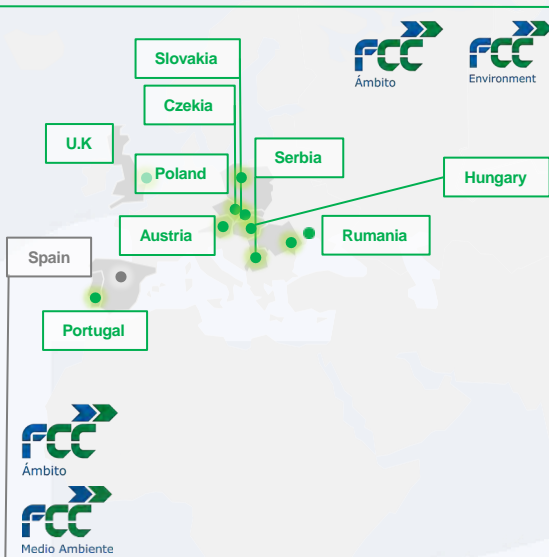 Slovakia
FCC
Ámbito
FCC
Environment
Czekia
U.K
Poland
Serbia
Hungary
Austria
Rumania
Spain
Portugal
FCC
Ámbito
FCC
Medio Ambiente